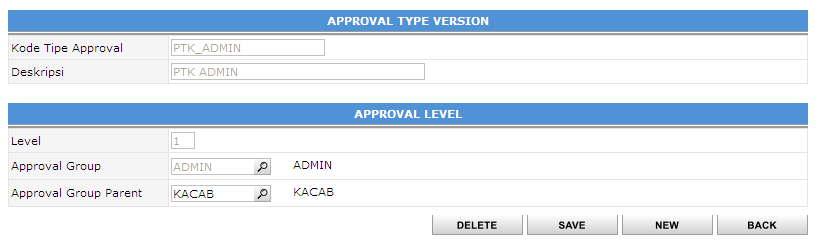 APPROVAL TYPE VERSION
Kode Tipe Approval PTK_ADMIN
Deskripsi PTK ADMIN
APPROVAL LEVEL
Level 1
Approval Group ADMIN ADMIN
Approval Group Parent KACAB KACAB
DELETE SAVE NEW BACK